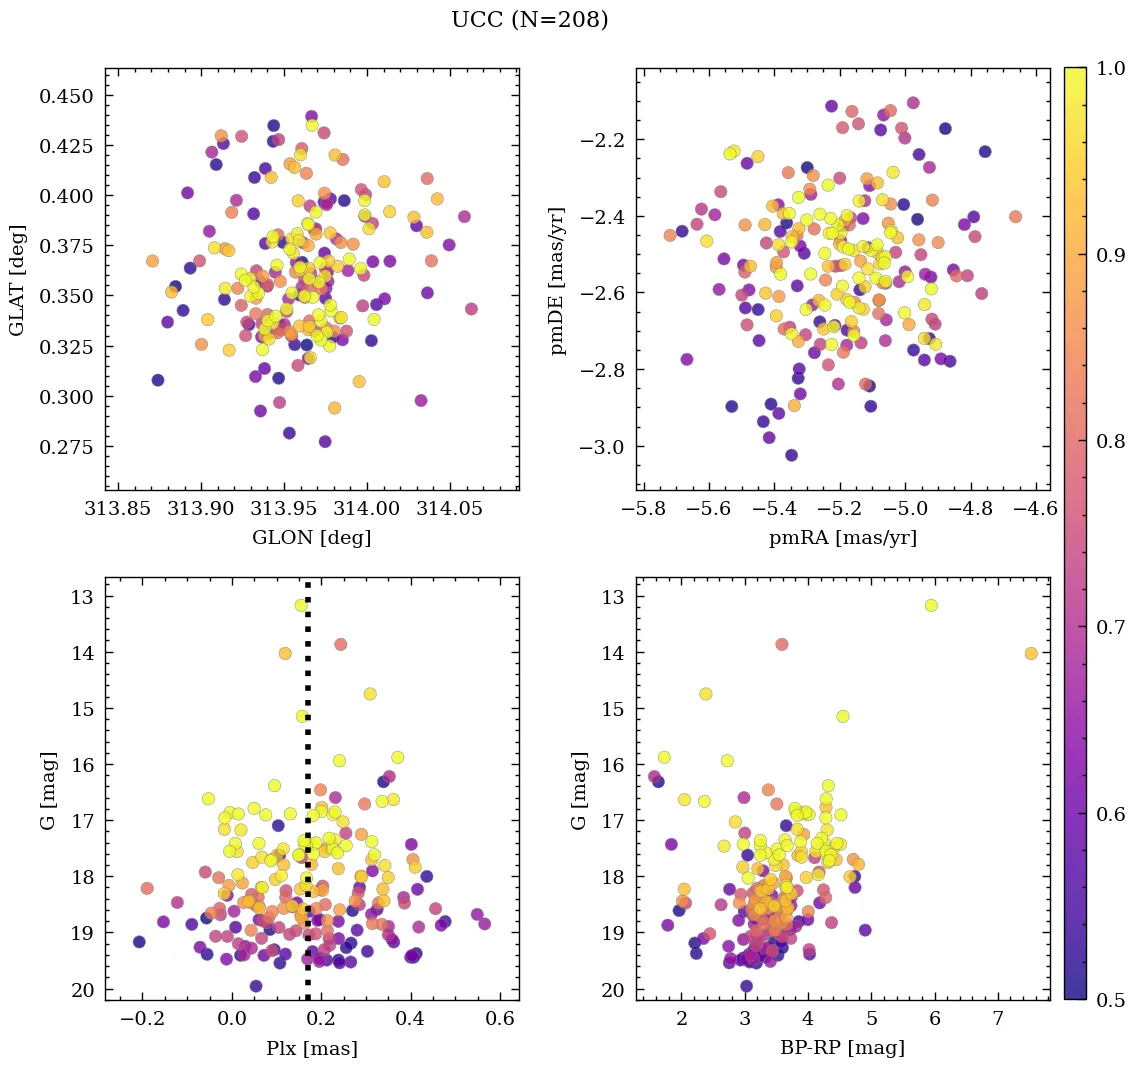 UCC (N=208)
0.450
0.425
0.400
0.375
0.350
0.325
0.300
0.275
GLAT [deg]
313.85 313.90 313.95 314.00 314.05
GLON [deg]
−2.2
−2.4
−2.6
−2.8
−3.0
pmDE [mas/yr]
−5.8 −5.6 −5.4 −5.2 −5.0 −4.8 −4.6
pmRA [mas/yr]
13
14
15
16
17
18
19
20
G [mag]
−0.2 0.0 0.2 0.4 0.6
Plx [mas]
13
14
15
16
17
18
19
20
G [mag]
2 3 4 5 6 7
BP-RP [mag]
1.0
0.9
0.8
0.7
0.6
0.5